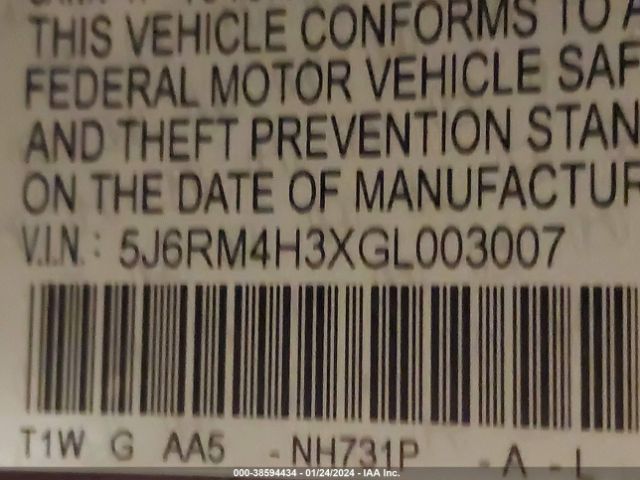 THIS VEHICLE CONFORMS TO A
FEDERAL MOTOR VEHICLE SAF
AND THEFT PREVENTION STAN
ON THE DATE OF MANUFACTUR
V.I.N.: 5J6RM4H3XGL003007
T1W G AA5 - NH731P - A - L
000-38594434 - 01/24/2024 - IAA Inc.